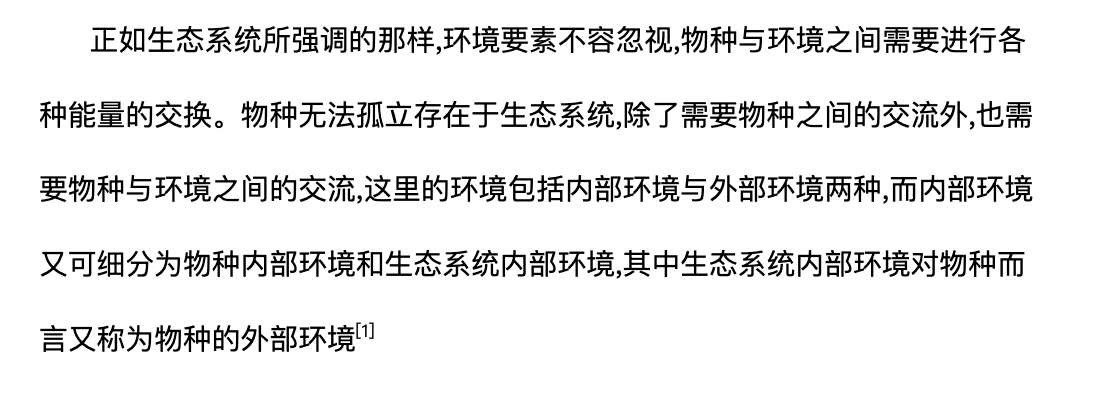 正如生态系统所强调的那样,环境要素不容忽视,物种与环境之间需要进行各
种能量的交换。物种无法孤立存在于生态系统,除了需要物种之间的交流外,也需
要物种与环境之间的交流,这里的环境包括内部环境与外部环境两种,而内部环境
又可细分为物种内部环境和生态系统内部环境,其中生态系统内部环境对物种而
言又称为物种的外部环境[1]